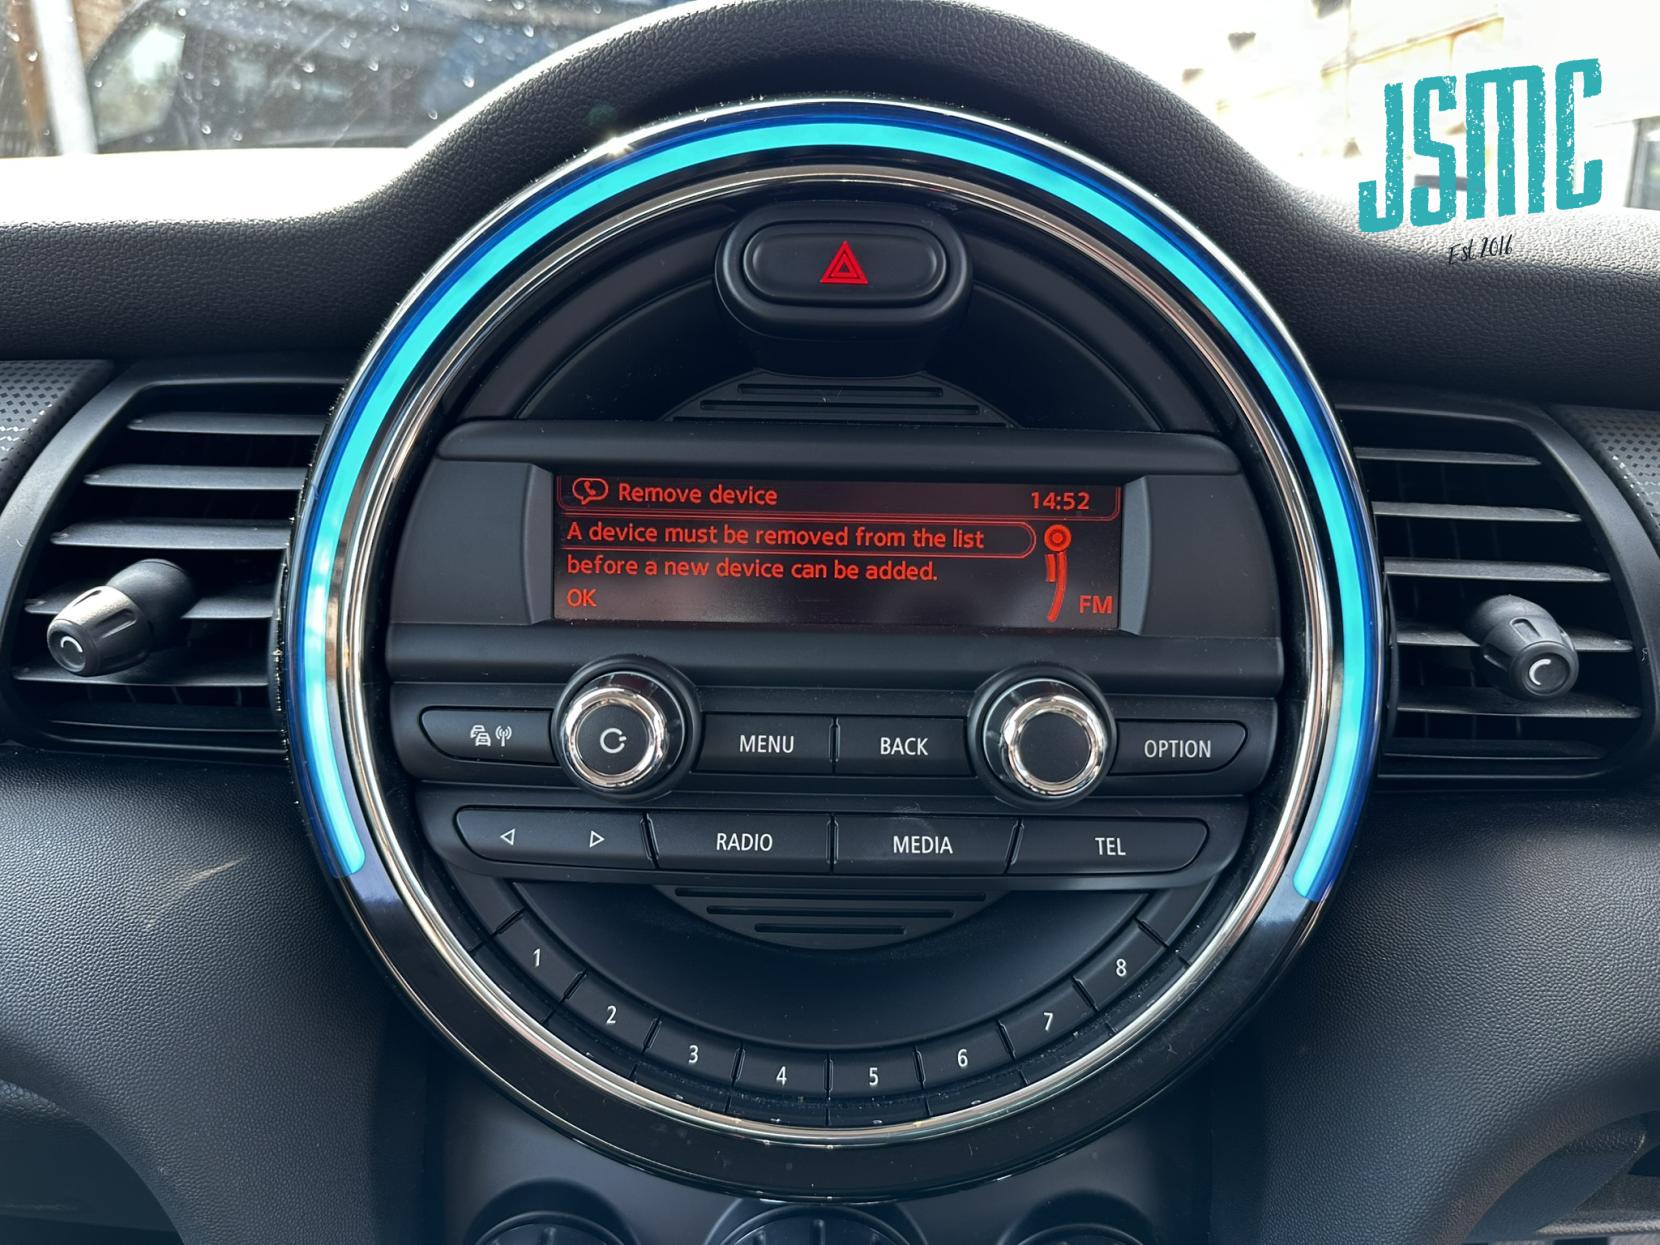 JSMC
Est 2016
Remove device 14:52
A device must be removed from the list
before a new device can be added.
OK FM
MENU BACK OPTION
RADIO MEDIA TEL
1 2 3 4 5 6 7 8